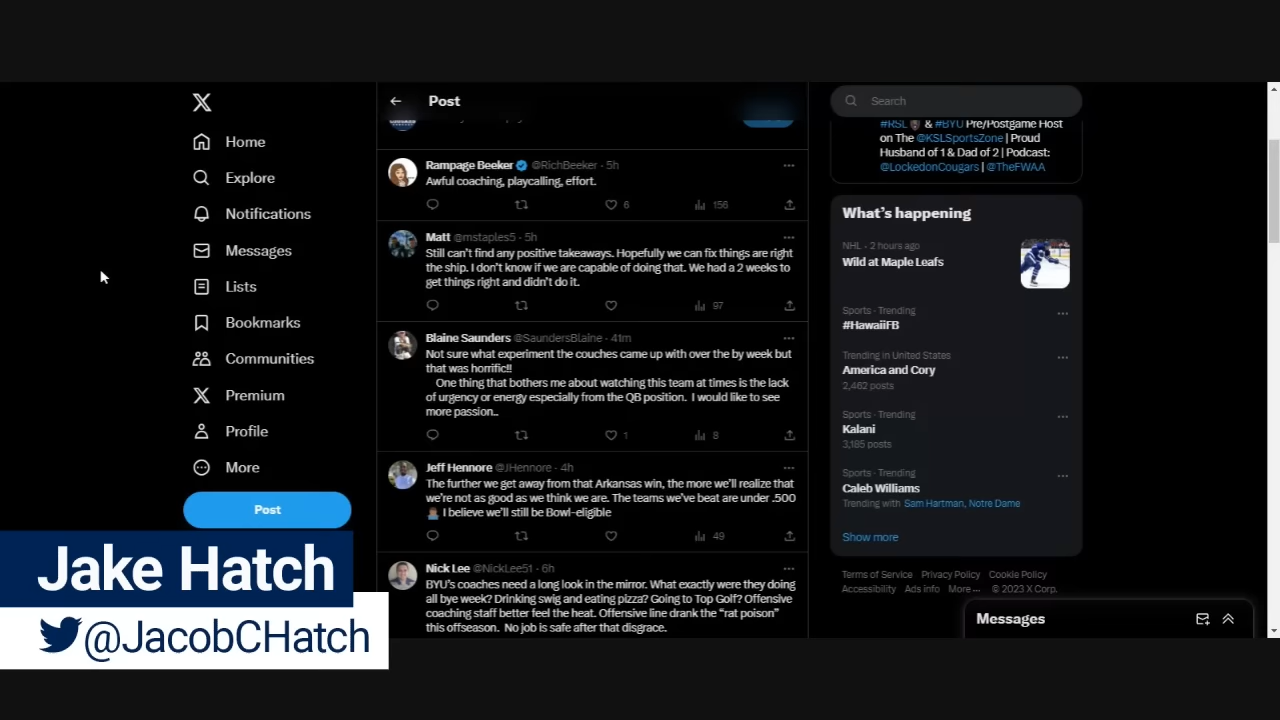 Home
Explore
Notifications
Messages
Lists
Bookmarks
Communities
Premium
Profile
More
Post
Jake Hatch
@JacobCHatch
Post
Rampage Beeker @RichBeeker · 5h
Awful coaching, playcalling, effort.
6 156
Matt @mstaples5 · 5h
Still can't find any positive takeaways. Hopefully we can fix things are right
the ship. I don't know if we are capable of doing that. We had a 2 weeks to
get things right and didn't do it.
97
Blaine Saunders @SaundersBlaine · 41m
Not sure what experiment the couches came up with over the by week but
that was horrific!!
One thing that bothers me about watching this team at times is the lack
of urgency or energy especially from the QB position. I would like to see
more passion..
1 8
Jeff Hennore @JHennore · 4h
The further we get away from that Arkansas win, the more we'll realize that
we're not as good as we think we are. The teams we've beat are under .500
I believe we'll still be Bowl-eligible
49
Nick Lee @NickLee51 · 6h
BYU's coaches need a long look in the mirror. What exactly were they doing
all bye week? Drinking swig and eating pizza? Going to Top Golf? Offensive
coaching staff better feel the heat. Offensive line drank the "rat poison"
this offseason. No job is safe after that disgrace.
Search
#RSL & #BYU Pre/Postgame Host
on The @KSLSportsZone | Proud
Husband of 1 & Dad of 2 | Podcast:
@LockedonCougars | @TheFWAA
What's happening
NHL · 2 hours ago
Wild at Maple Leafs
Sports · Trending
#HawaiiFB
Trending in United States
America and Cory
2,462 posts
Sports · Trending
Kalani
3,185 posts
Sports · Trending
Caleb Williams
Trending with Sam Hartman, Notre Dame
Show more
Terms of Service Privacy Policy Cookie Policy
Accessibility Ads info More ... © 2023 X Corp.
Messages